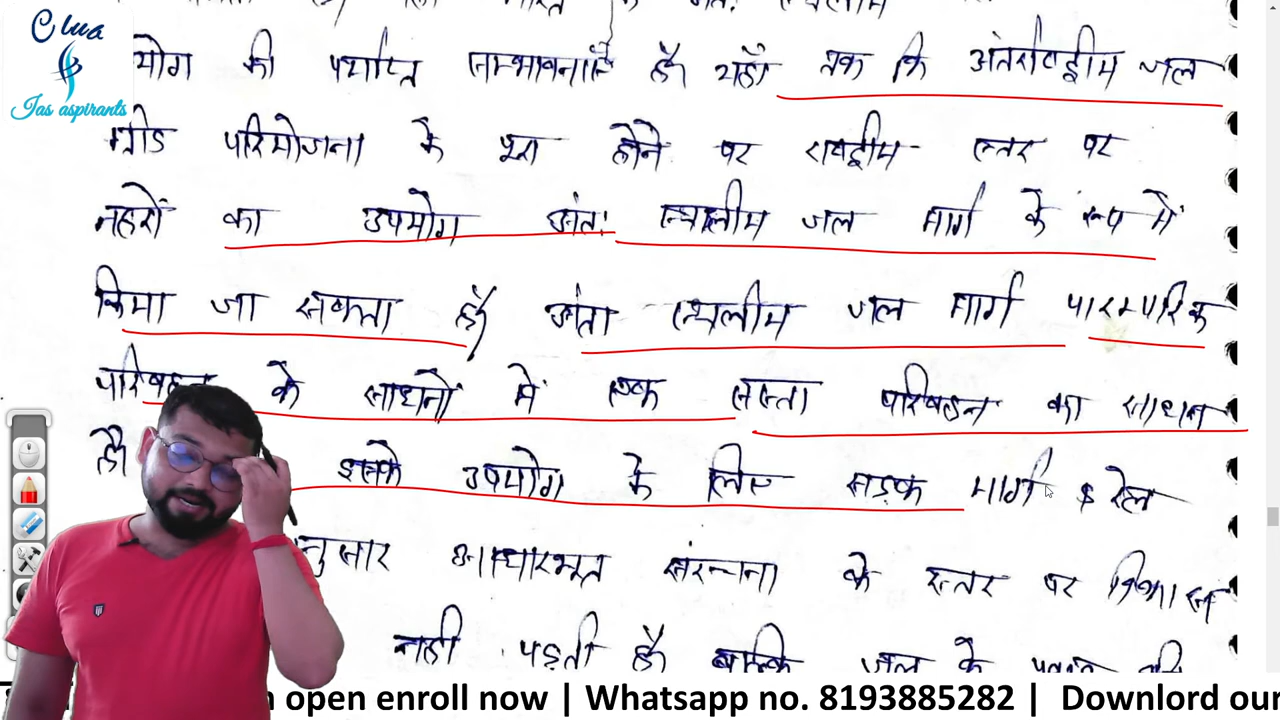 Clua
Ias aspirants
योग की पर्याप्त सम्भावनाएँ है यहाँ तक कि अंतर्राष्ट्रीय जल
ग्रीड परियोजना के पूरा होने पर राष्ट्रीय स्तर पर
नहरों का उपयोग अंत: स्थलीय जल मार्ग के रूप में
किया जा सकता है अंता स्थलीय जल मार्ग पारम्परिक
परिवहन के साधनों में एक सस्ता परिवहन का साधन
है इसके उपयोग के लिए सड़क मार्ग व रेल
नुसार आधारभूत संरचना के स्तर पर
नही पड़ती है बल्कि जल के
open enroll now | Whatsapp no. 8193885282 | Downlord our